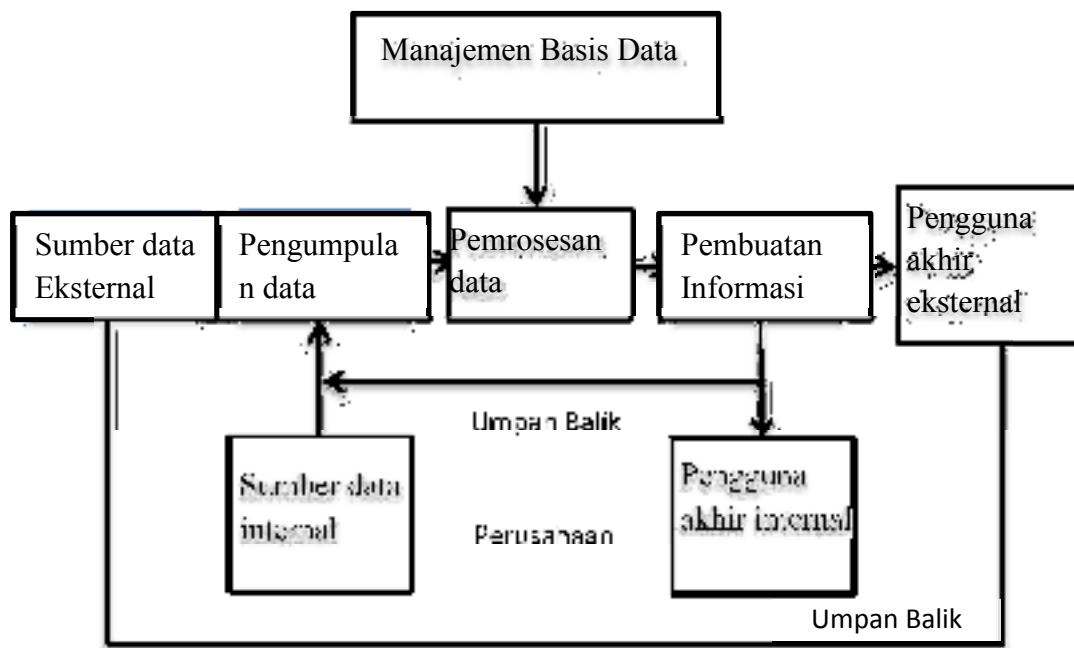 Manajemen Basis Data
Sumber data
Eksternal
Pengumpula
n data
Pemrosesan
data
Pembuatan
Informasi
Pengguna
akhir
eksternal
Umpan Balik
Sumber data
internal
Perusahaan
Pengguna
akhir internal
Umpan Balik